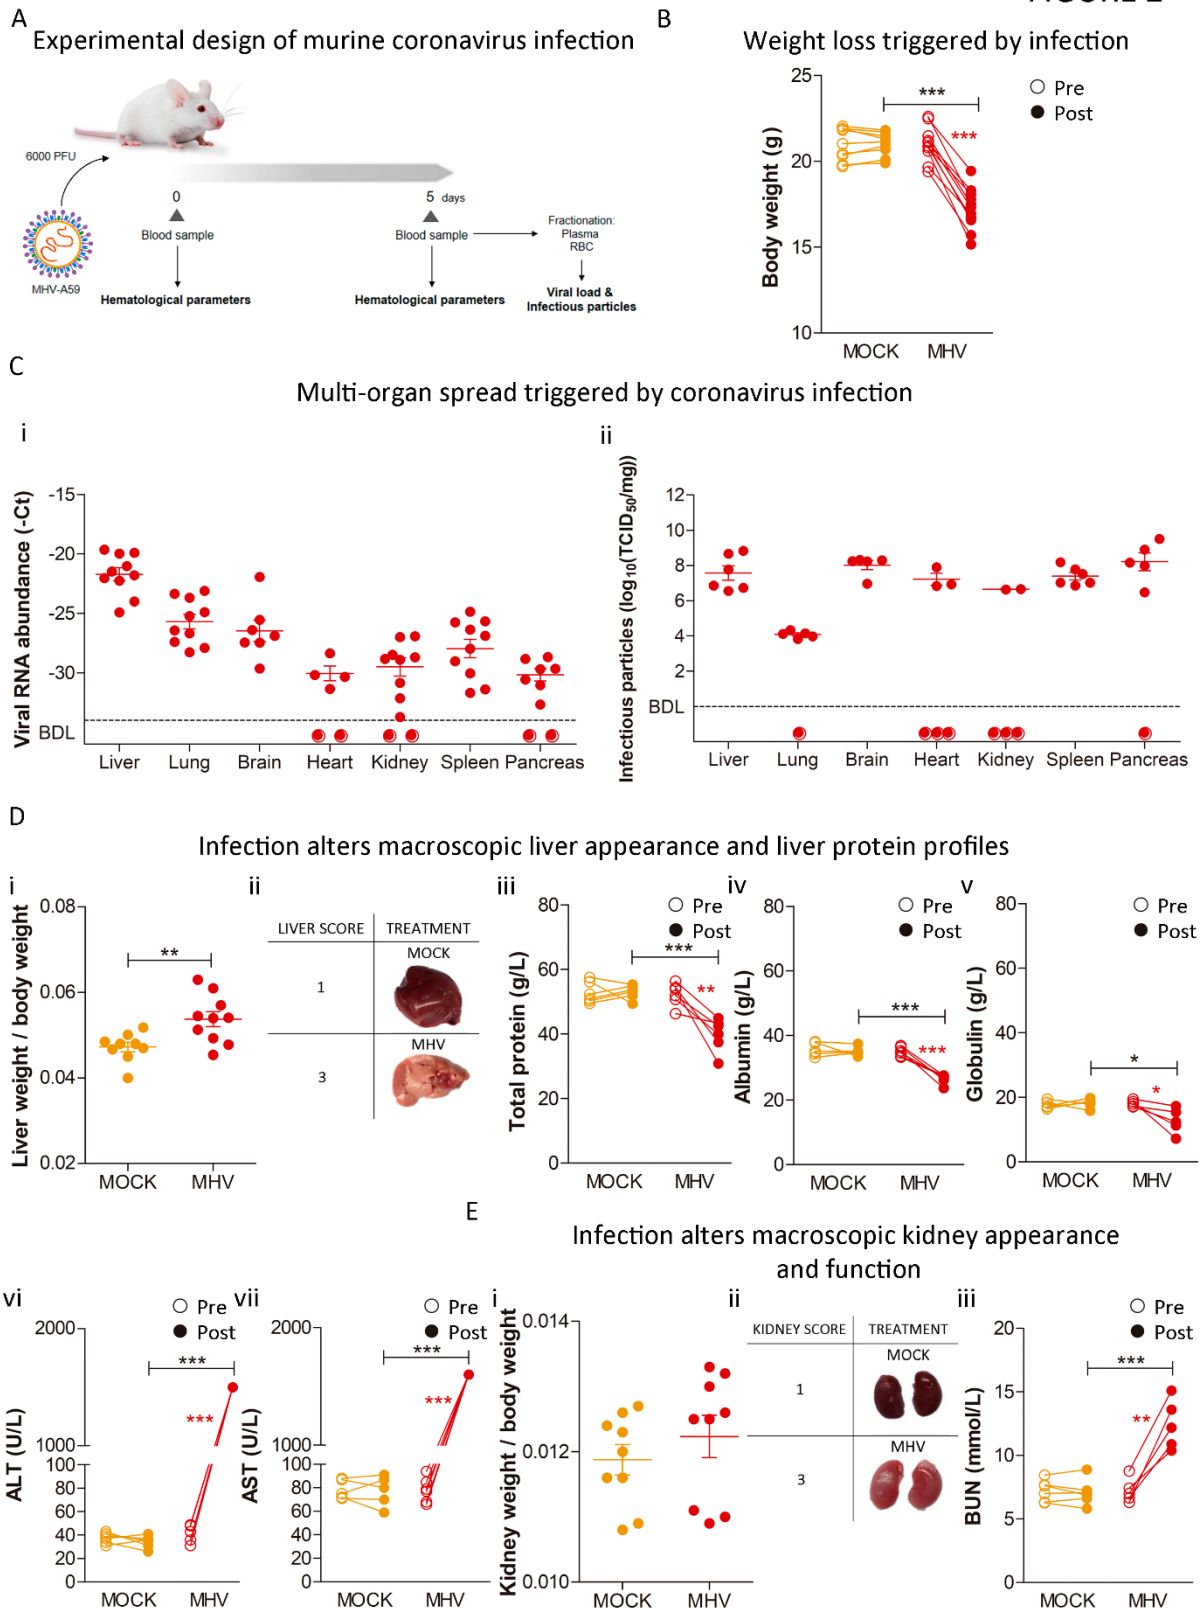 A
Experimental design of murine coronavirus infection
6000 PFU
MHV-A59
0
5 days
Blood sample
Blood sample
Fractionation:
Plasma
RBC
Hematological parameters
Hematological parameters
Viral load &
Infectious particles
B
Weight loss triggered by infection
Pre
Post
Body weight (g)
25
20
15
10
***
***
MOCK MHV
C
Multi-organ spread triggered by coronavirus infection
i
Viral RNA abundance (-Ct)
-15
-20
-25
-30
BDL
Liver Lung Brain Heart Kidney Spleen Pancreas
ii
Infectious particles (log10(TCID50/mg))
12
10
8
6
4
2
BDL
Liver Lung Brain Heart Kidney Spleen Pancreas
D
Infection alters macroscopic liver appearance and liver protein profiles
i
Liver weight / body weight
0.08
0.06
0.04
0.02
**
MOCK MHV
ii
LIVER SCORE TREATMENT
MOCK
1
MHV
3
iii
Total protein (g/L)
80
60
40
20
0
Pre
Post
***
**
MOCK MHV
iv
Albumin (g/L)
80
60
40
20
0
Pre
Post
***
***
MOCK MHV
v
Globulin (g/L)
80
60
40
20
0
Pre
Post
*
*
MOCK MHV
vi
ALT (U/L)
2000
1000
100
80
60
40
20
0
Pre
Post
***
***
MOCK MHV
vii
AST (U/L)
2000
1000
100
80
60
40
20
0
Pre
Post
***
***
MOCK MHV
E
Infection alters macroscopic kidney appearance
and function
i
Kidney weight / body weight
0.014
0.012
0.010
MOCK MHV
ii
KIDNEY SCORE TREATMENT
MOCK
1
MHV
3
iii
BUN (mmol/L)
20
15
10
5
0
Pre
Post
***
**
MOCK MHV